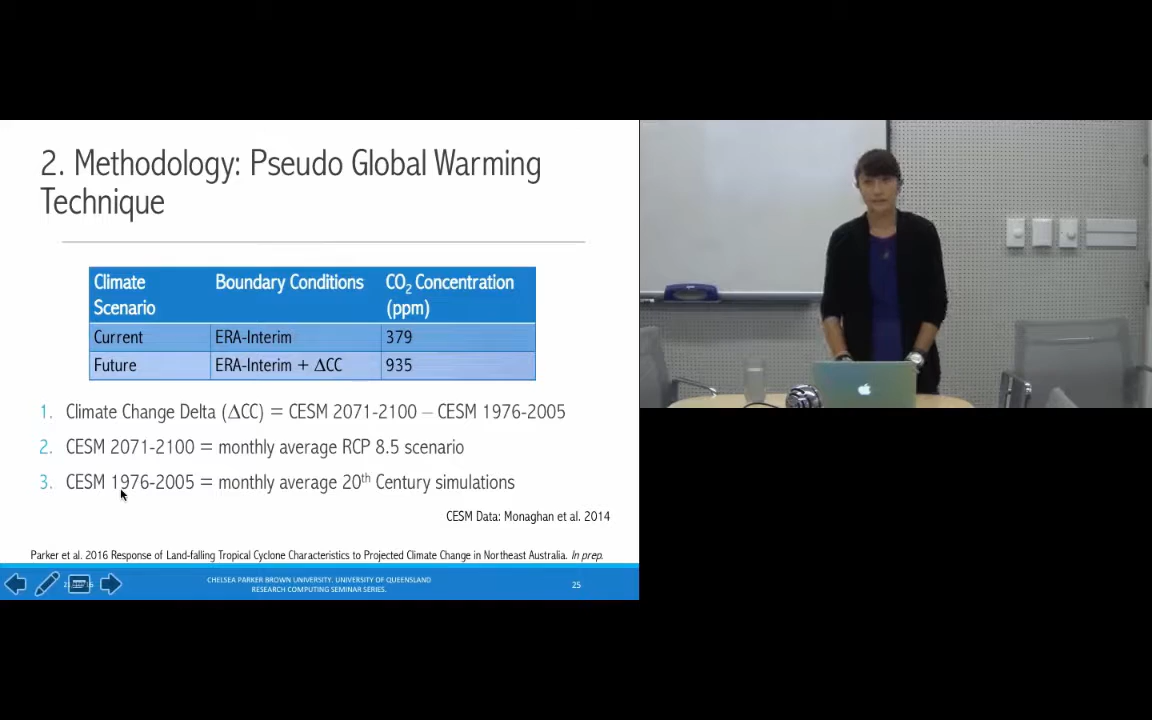 2. Methodology: Pseudo Global Warming
Technique
Climate
Scenario
Boundary Conditions
CO2 Concentration
(ppm)
Current
ERA-Interim
379
Future
ERA-Interim + ΔCC
935
1. Climate Change Delta (ΔCC) = CESM 2071-2100 – CESM 1976-2005
2. CESM 2071-2100 = monthly average RCP 8.5 scenario
3. CESM 1976-2005 = monthly average 20th Century simulations
CESM Data: Monaghan et al. 2014
Parker et al. 2016 Response of Land-falling Tropical Cyclone Characteristics to Projected Climate Change in Northeast Australia. In prep.
CHELSEA PARKER BROWN UNIVERSITY. UNIVERSITY OF QUEENSLAND
RESEARCH COMPUTING SEMINAR SERIES.
25